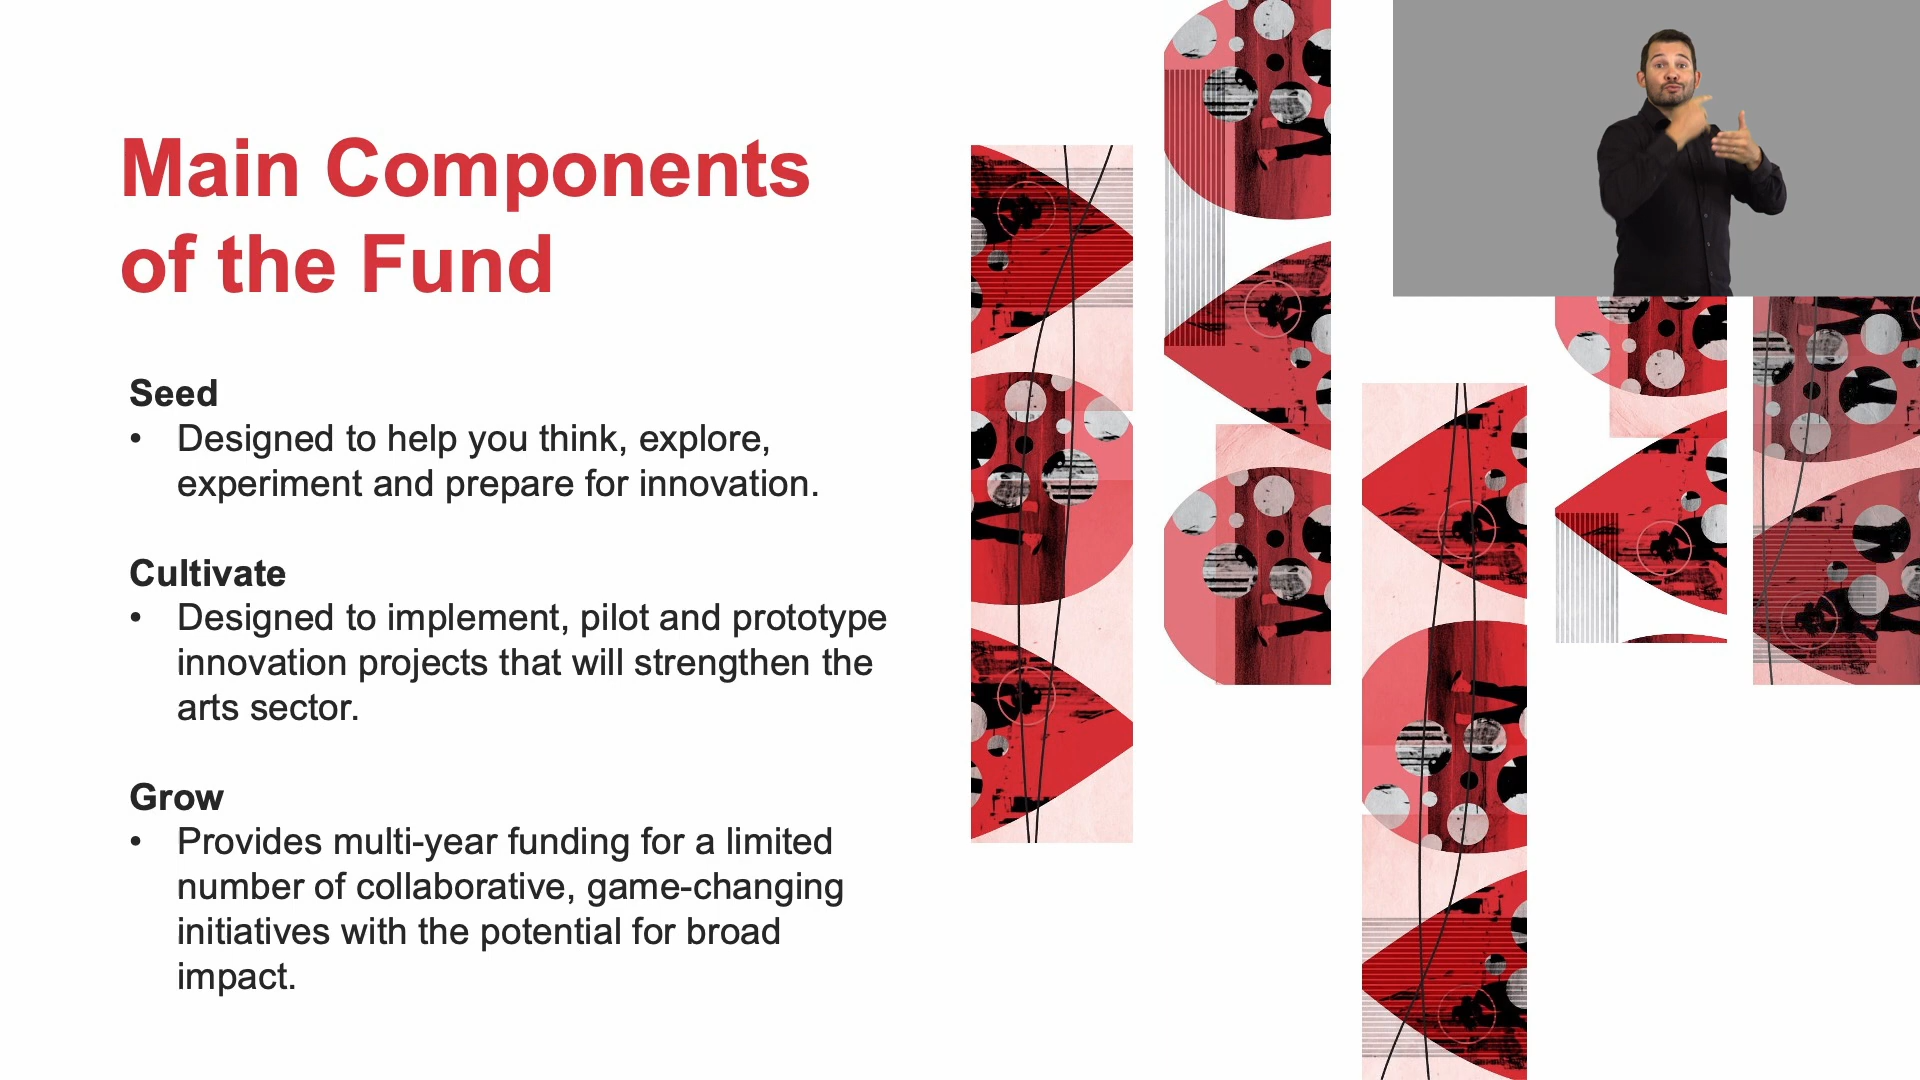 Main Components
of the Fund
Seed
• Designed to help you think, explore,
experiment and prepare for innovation.
Cultivate
• Designed to implement, pilot and prototype
innovation projects that will strengthen the
arts sector.
Grow
• Provides multi-year funding for a limited
number of collaborative, game-changing
initiatives with the potential for broad
impact.